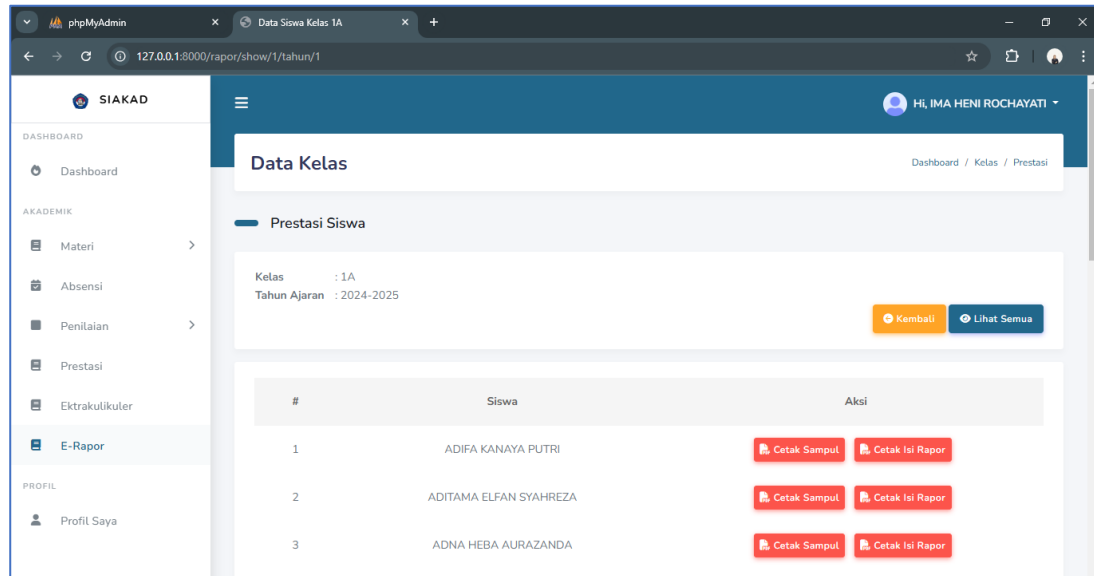 phpMyAdmin
Data Siswa Kelas 1A
127.0.0.1:8000/rapor/show/1/tahun/1
SIAKAD
Hi, IMA HENI ROCHAYATI
DASHBOARD
Dashboard
AKADEMIK
Materi
Absensi
Penilaian
Prestasi
Ektrakulikuler
E-Rapor
PROFIL
Profil Saya
Data Kelas
Dashboard / Kelas / Prestasi
Prestasi Siswa
Kelas : 1A
Tahun Ajaran : 2024-2025
Kembali Lihat Semua
# Siswa Aksi
1 ADIFA KANAYA PUTRI Cetak Sampul Cetak Isi Rapor
2 ADITAMA ELFAN SYAHREZA Cetak Sampul Cetak Isi Rapor
3 ADNA HEBA AURAZANDA Cetak Sampul Cetak Isi Rapor